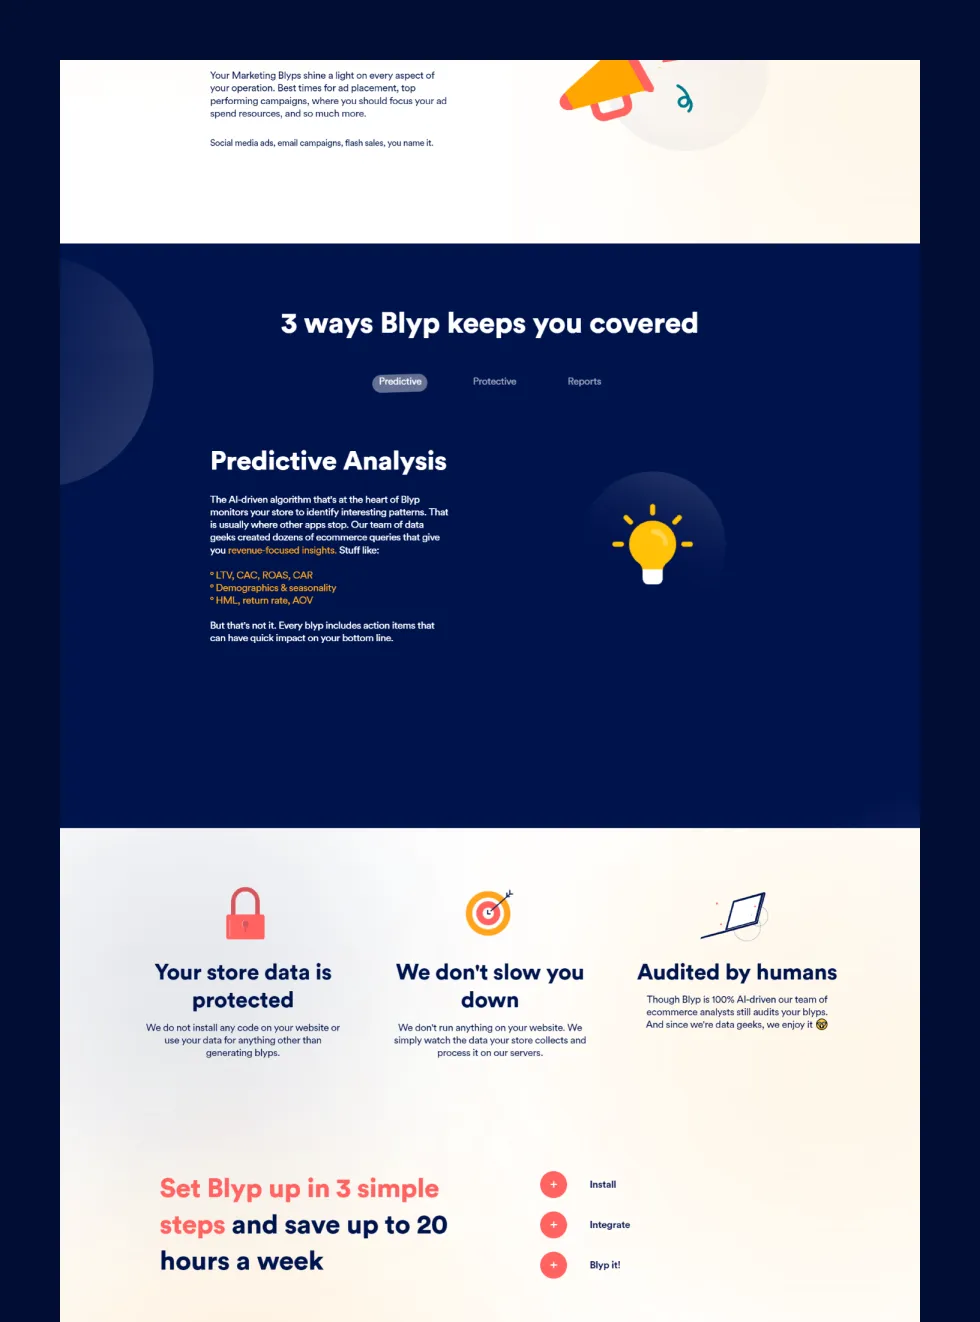 Your Marketing Blyps shine a light on every aspect of
your operation. Best times for ad placement, top
performing campaigns, where you should focus your ad
spend resources, and so much more.
Social media ads, email campaigns, flash sales, you name it.
3 ways Blyp keeps you covered
Predictive
Protective
Reports
Predictive Analysis
The AI-driven algorithm that's at the heart of Blyp
monitors your store to identify interesting patterns. That
is usually where other apps stop. Our team of data
geeks created dozens of ecommerce queries that give
you revenue-focused insights. Stuff like:
° LTV, CAC, ROAS, CAR
° Demographics & seasonality
° HML, return rate, AOV
But that's not it. Every blyp includes action items that
can have quick impact on your bottom line.
Your store data is
protected
We do not install any code on your website or
use your data for anything other than
generating blyps.
We don't slow you
down
We don't run anything on your website. We
simply watch the data your store collects and
process it on our servers.
Audited by humans
Though Blyp is 100% AI-driven our team of
ecommerce analysts still audits your blyps.
And since we're data geeks, we enjoy it 🤓
Set Blyp up in 3 simple
steps and save up to 20
hours a week
+ Install
+ Integrate
+ Blyp it!